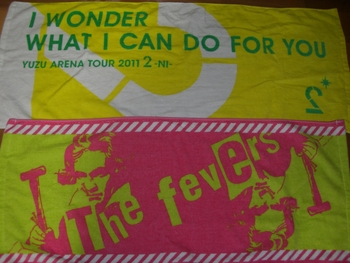 I WONDER
WHAT I CAN DO FOR YOU
YUZU ARENA TOUR 2011 2 -NI-
2
The fevers